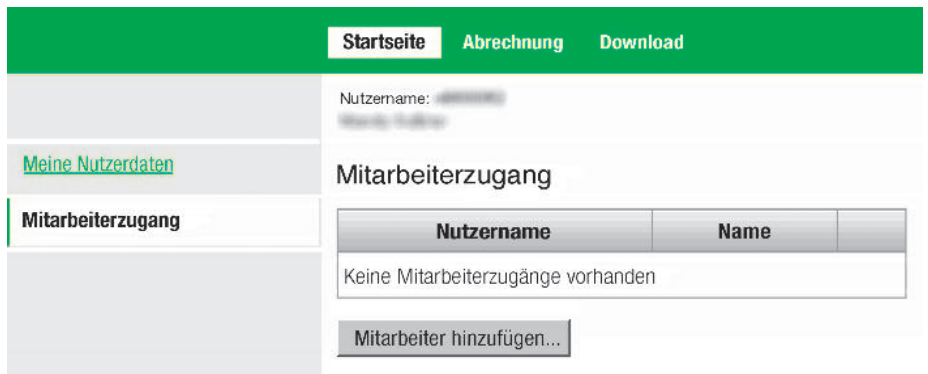 Startseite Abrechnung Download
Nutzername:
Meine Nutzerdaten
Mitarbeiterzugang
Mitarbeiterzugang
Nutzername Name
Keine Mitarbeiterzugänge vorhanden
Mitarbeiter hinzufügen...